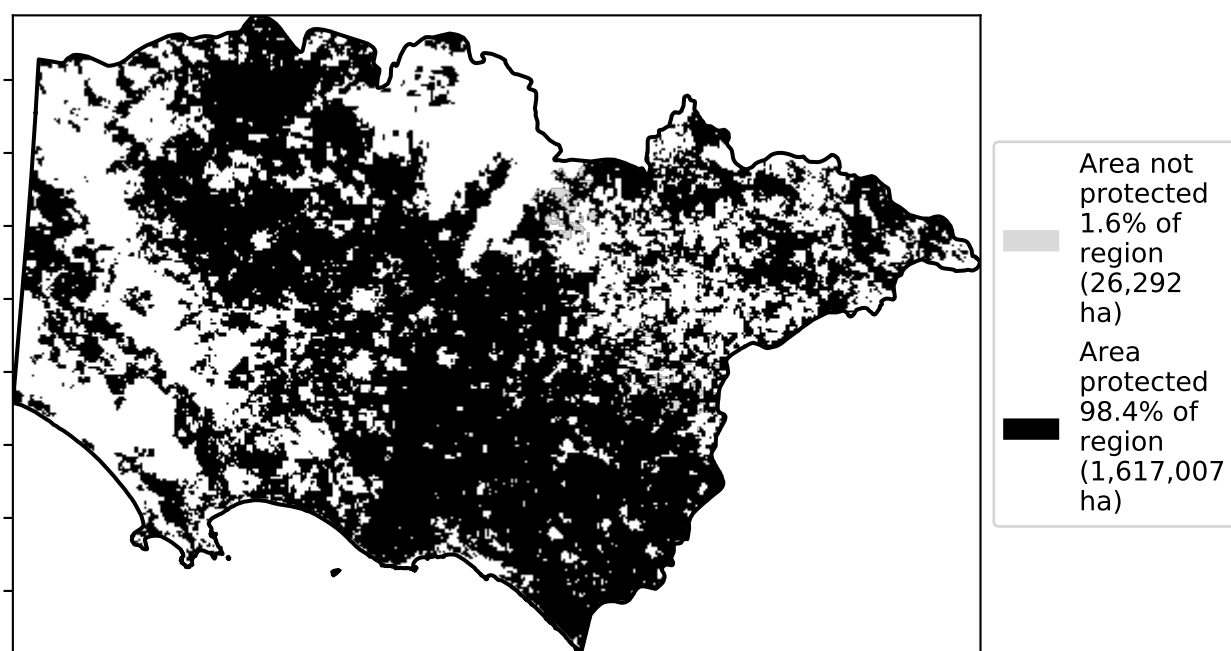 Area not
protected
1.6% of
region
(26,292
ha)
Area
protected
98.4% of
region
(1,617,007
ha)